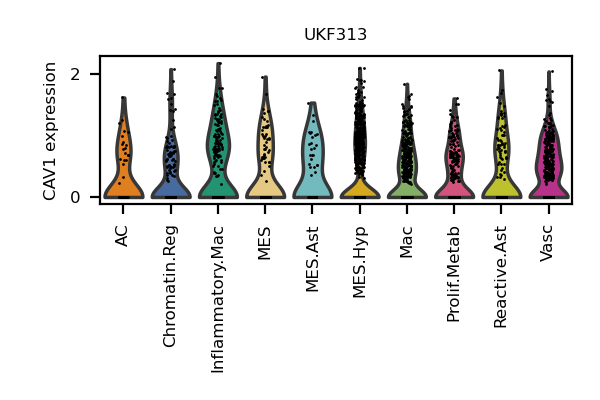 UKF313
CAV1 expression
2
0
AC
Chromatin.Reg
Inflammatory.Mac
MES
MES.Ast
MES.Hyp
Mac
Prolif.Metab
Reactive.Ast
Vasc